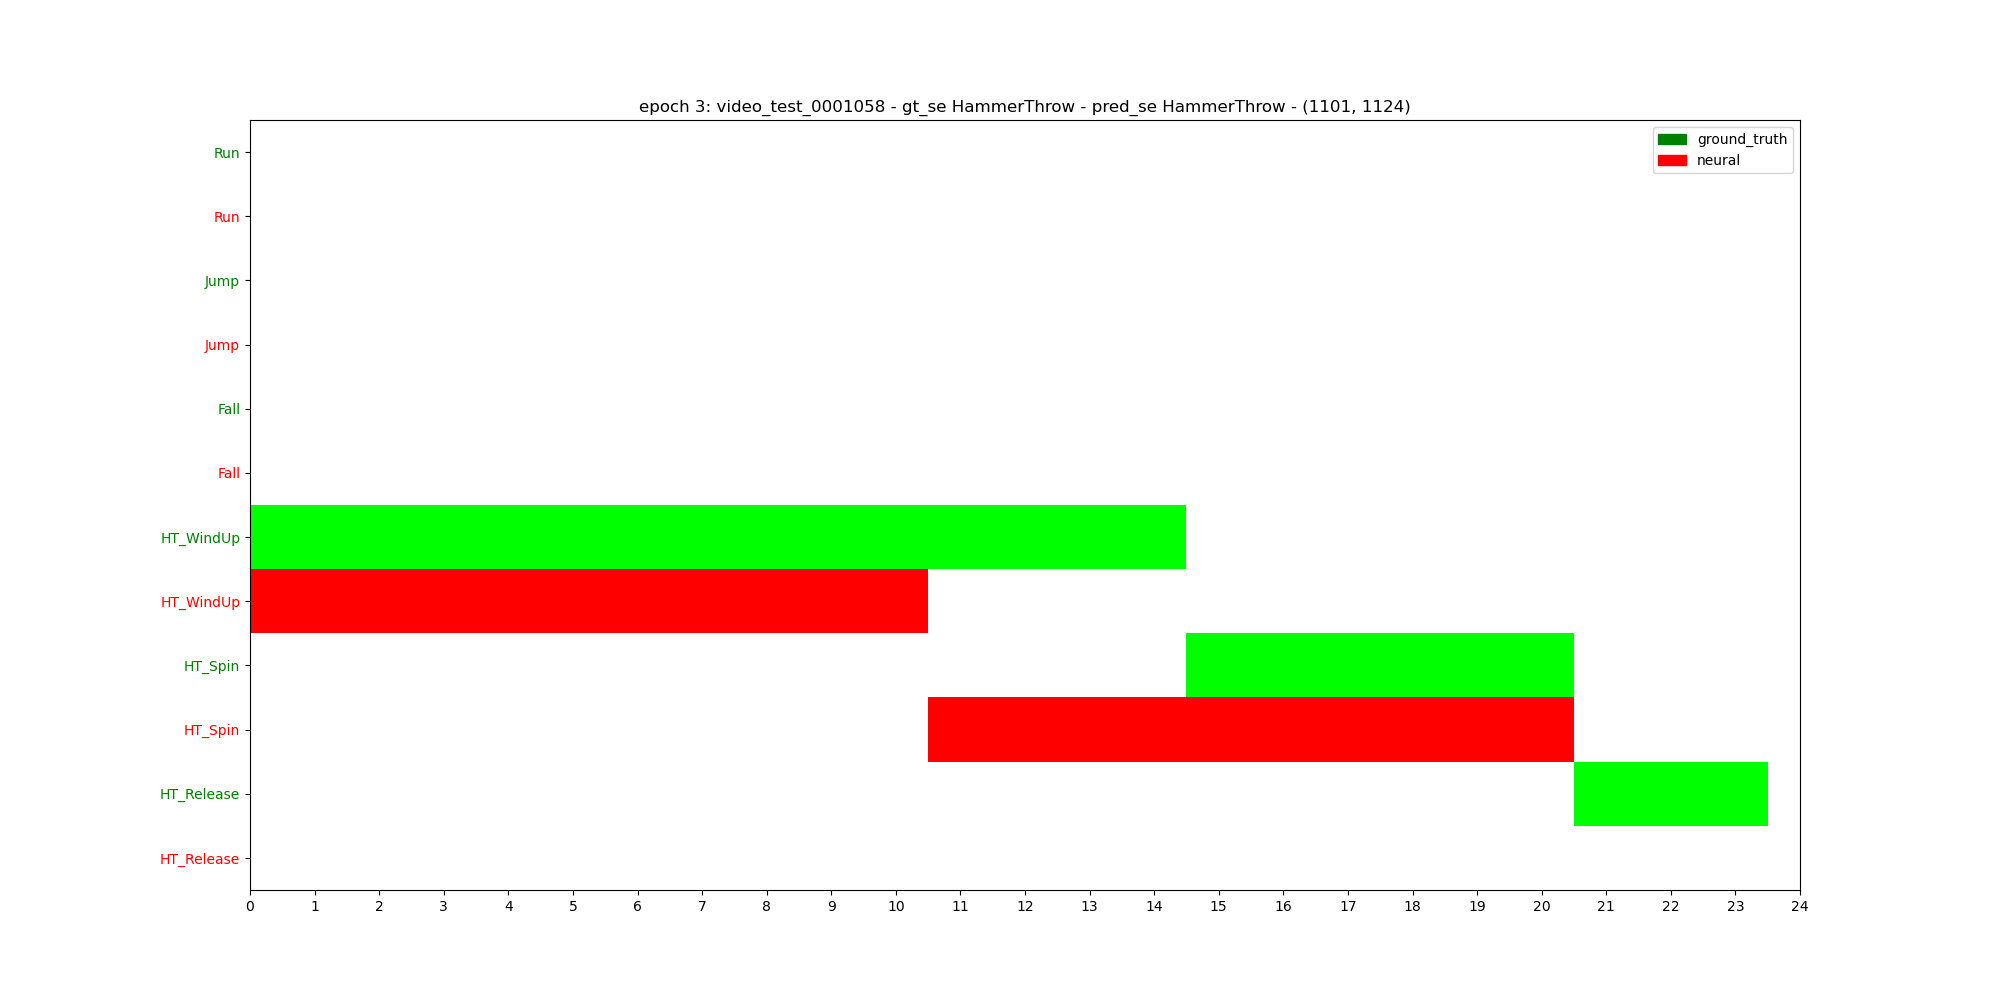 epoch 3: video_test_0001058 - gt_se HammerThrow - pred_se HammerThrow - (1101, 1124)
ground_truth
neural
Run
Run
Jump
Jump
Fall
Fall
HT_WindUp
HT_WindUp
HT_Spin
HT_Spin
HT_Release
HT_Release
0 1 2 3 4 5 6 7 8 9 10 11 12 13 14 15 16 17 18 19 20 21 22 23 24